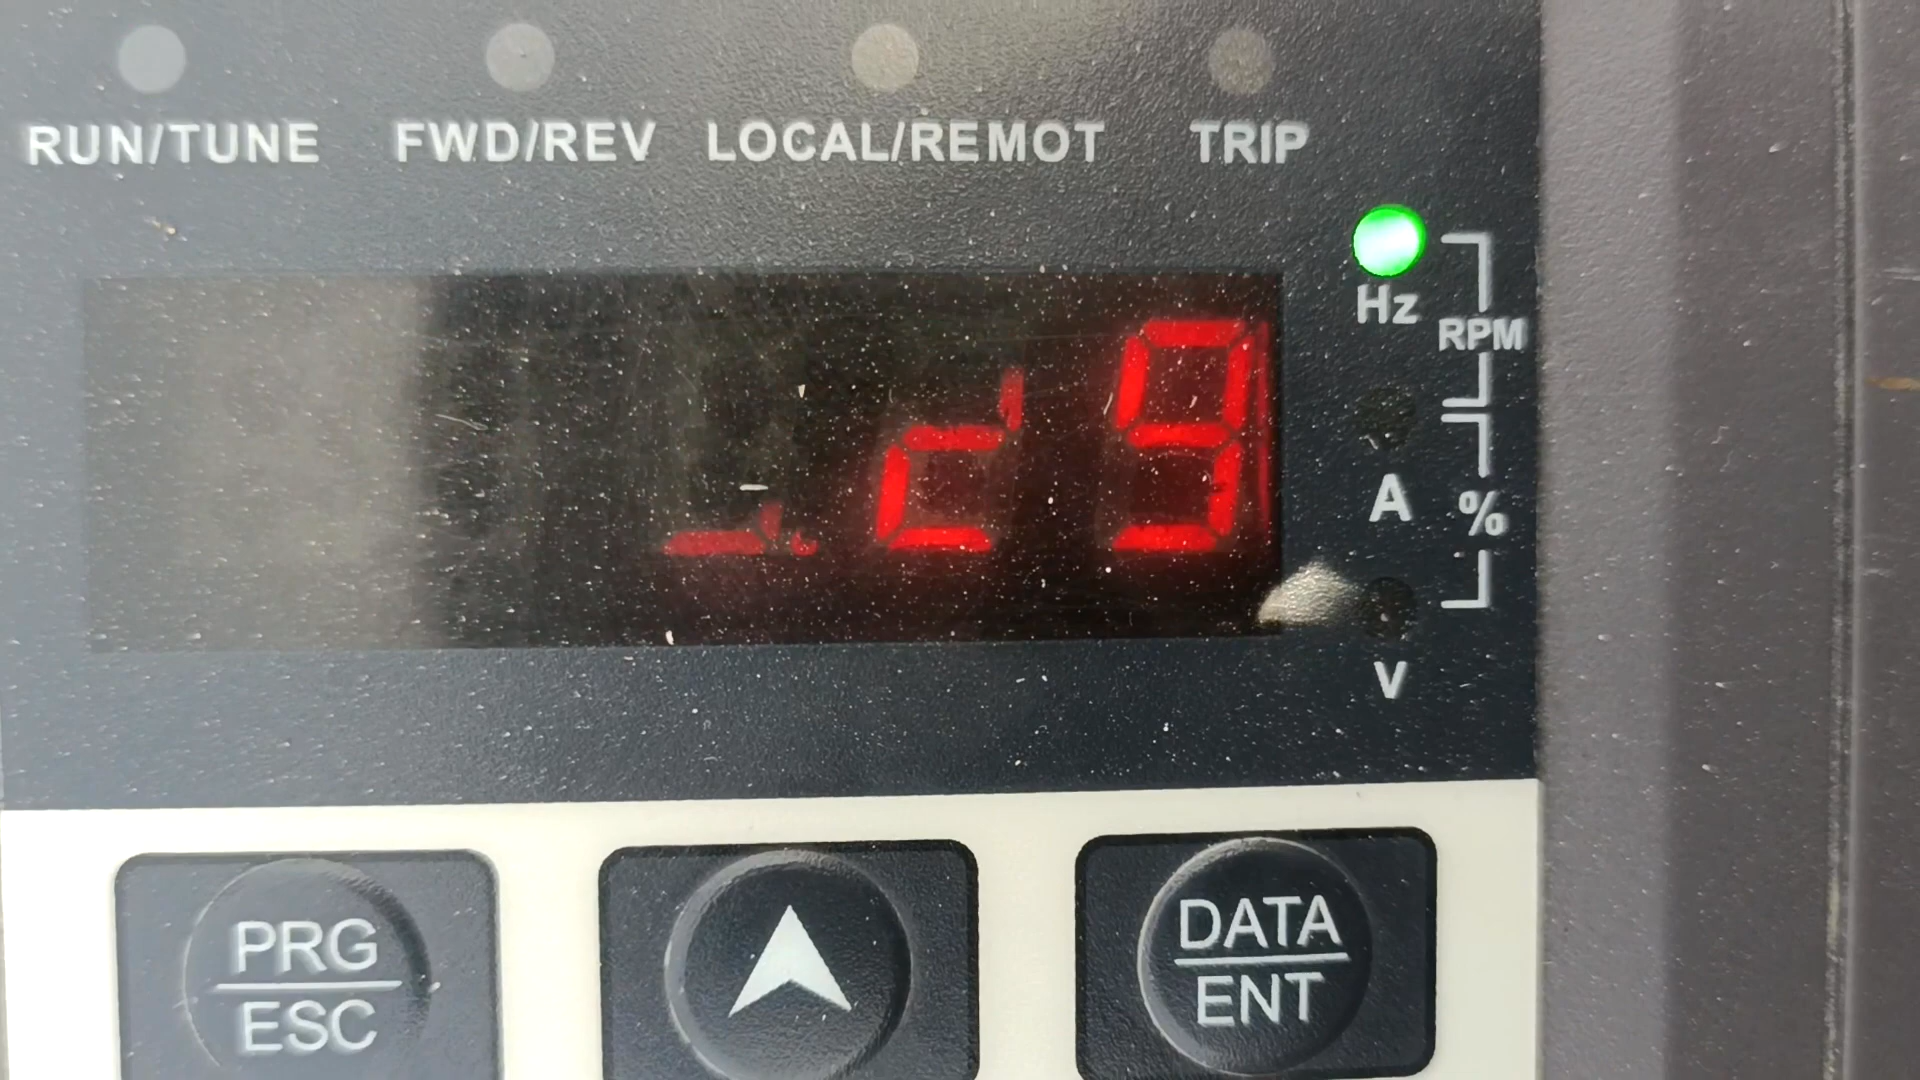 RUN/TUNE FWD/REV LOCAL/REMOT TRIP
Hz
RPM
A
%
V
PRG
ESC
DATA
ENT